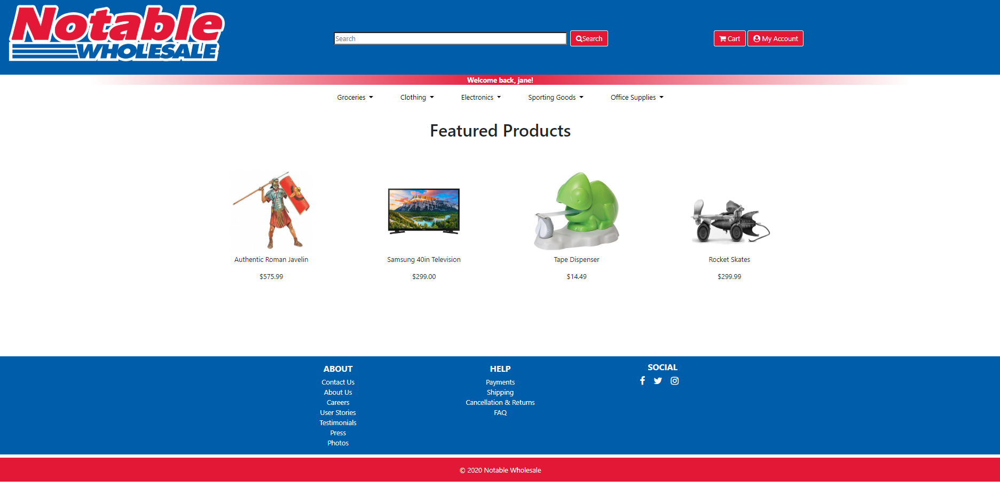 Notable
WHOLESALE
Search
Search
Cart
My Account
Welcome back, jane!
Groceries
Clothing
Electronics
Sporting Goods
Office Supplies
Featured Products
Authentic Roman Javelin
$575.99
Samsung 40in Television
$299.00
Tape Dispenser
$14.49
Rocket Skates
$299.99
ABOUT
Contact Us
About Us
Careers
User Stories
Testimonials
Press
Photos
HELP
Payments
Shipping
Cancellation & Returns
FAQ
SOCIAL
© 2020 Notable Wholesale